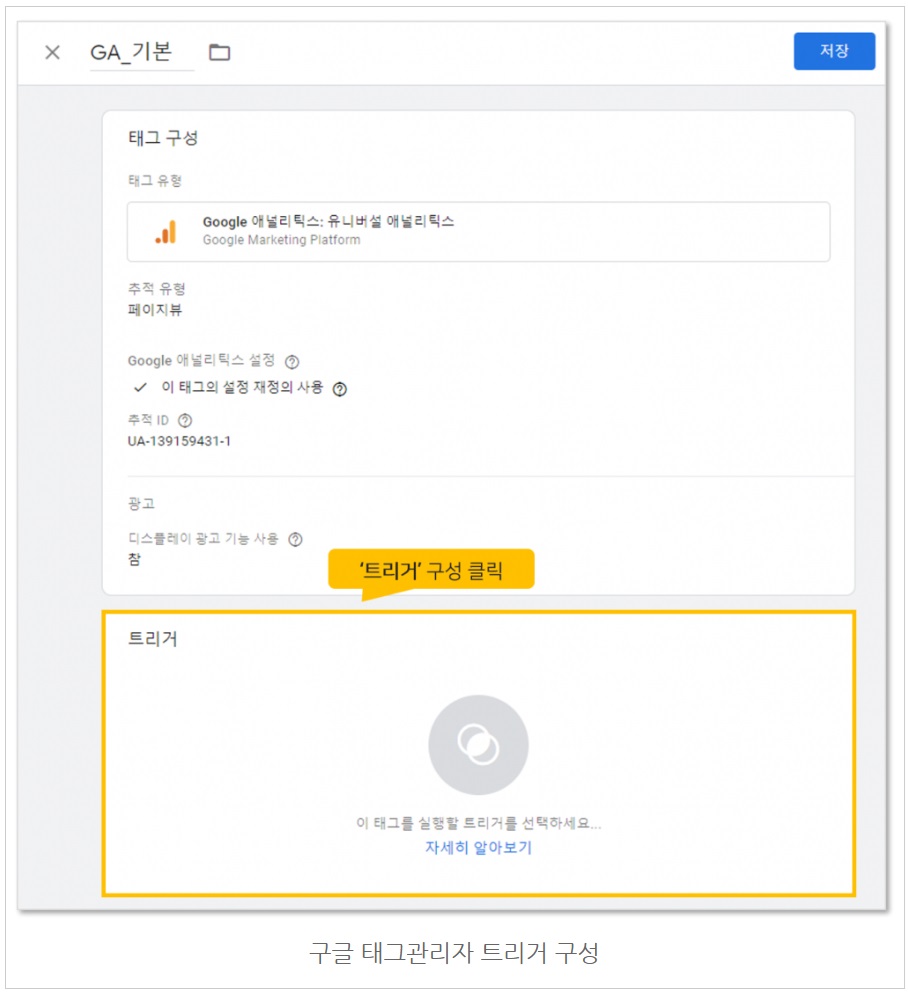 GA_기본
저장
태그 구성
태그 유형
Google 애널리틱스: 유니버설 애널리틱스
Google Marketing Platform
추적 유형
페이지뷰
Google 애널리틱스 설정
이 태그의 설정 재정의 사용
추적 ID
UA-139159431-1
광고
디스플레이 광고 기능 사용
참
‘트리거’ 구성 클릭
트리거
이 태그를 실행할 트리거를 선택하세요...
자세히 알아보기
구글 태그관리자 트리거 구성